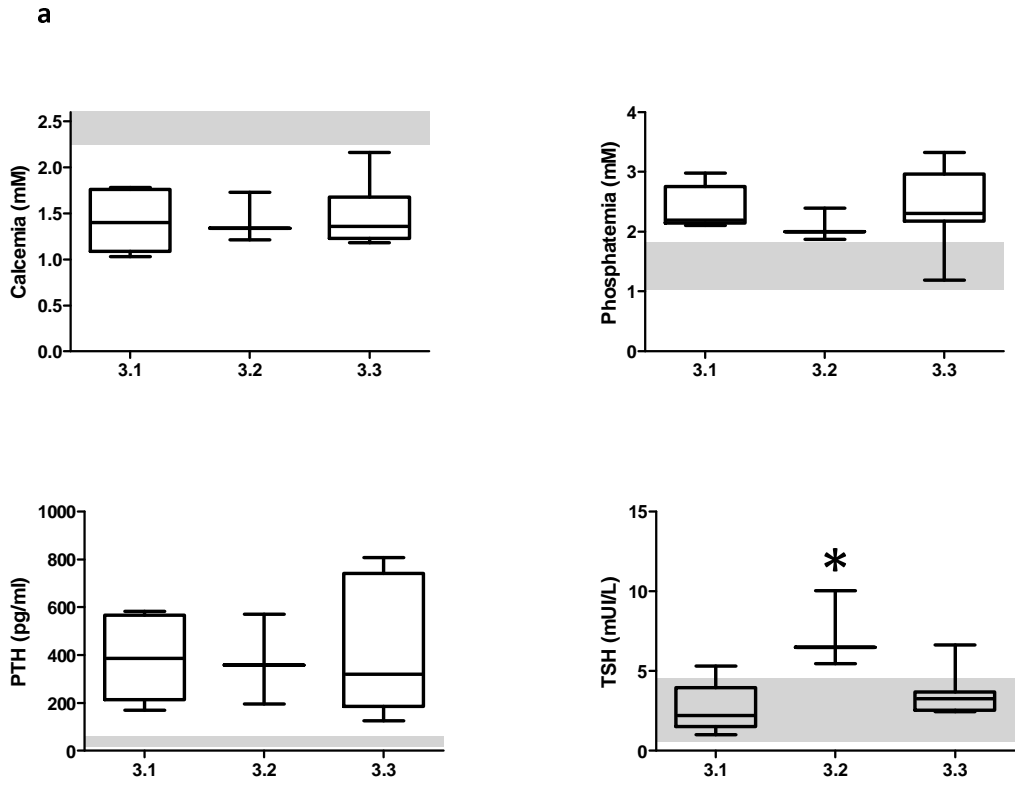 a
Calcemia (mM)
2.5
2.0
1.5
1.0
0.5
0.0
3.1 3.2 3.3
Phosphatemia (mM)
4
3
2
1
0
3.1 3.2 3.3
PTH (pg/ml)
1000
800
600
400
200
0
3.1 3.2 3.3
TSH (mUI/L)
15
10
5
0
*
3.1 3.2 3.3